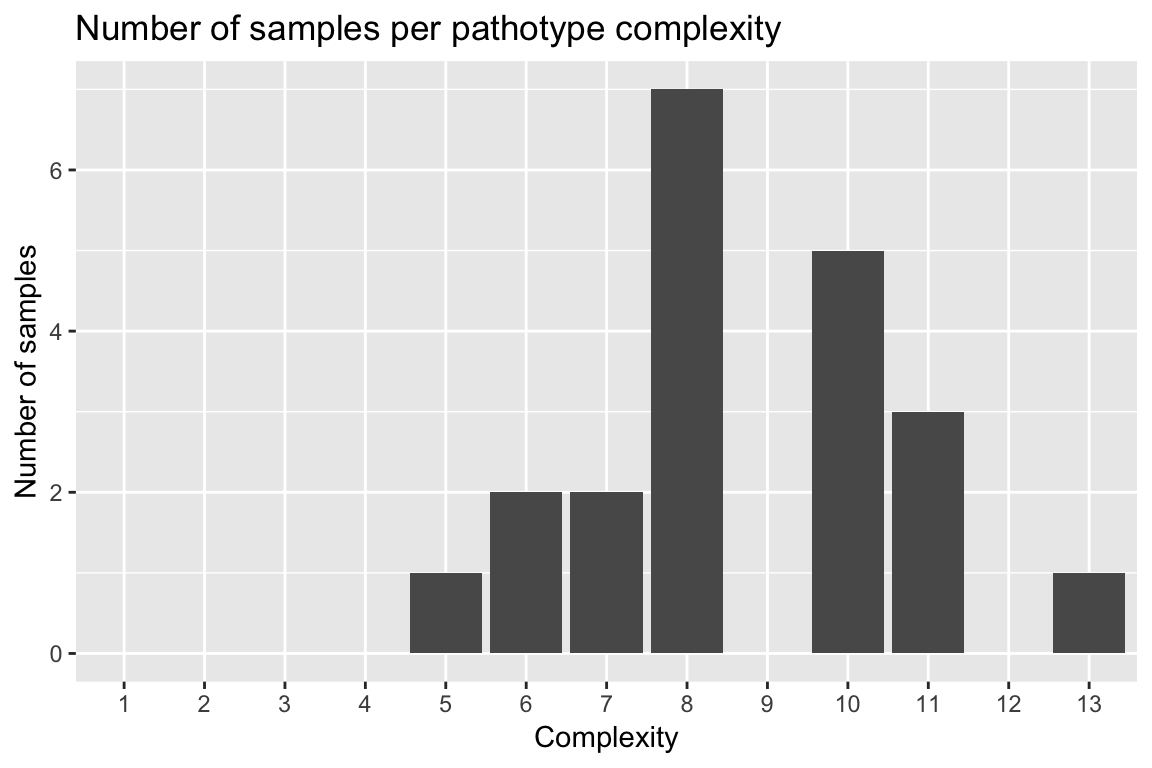 Number of samples per pathotype complexity
Number of samples
6
4
2
0
1 2 3 4 5 6 7 8 9 10 11 12 13
Complexity